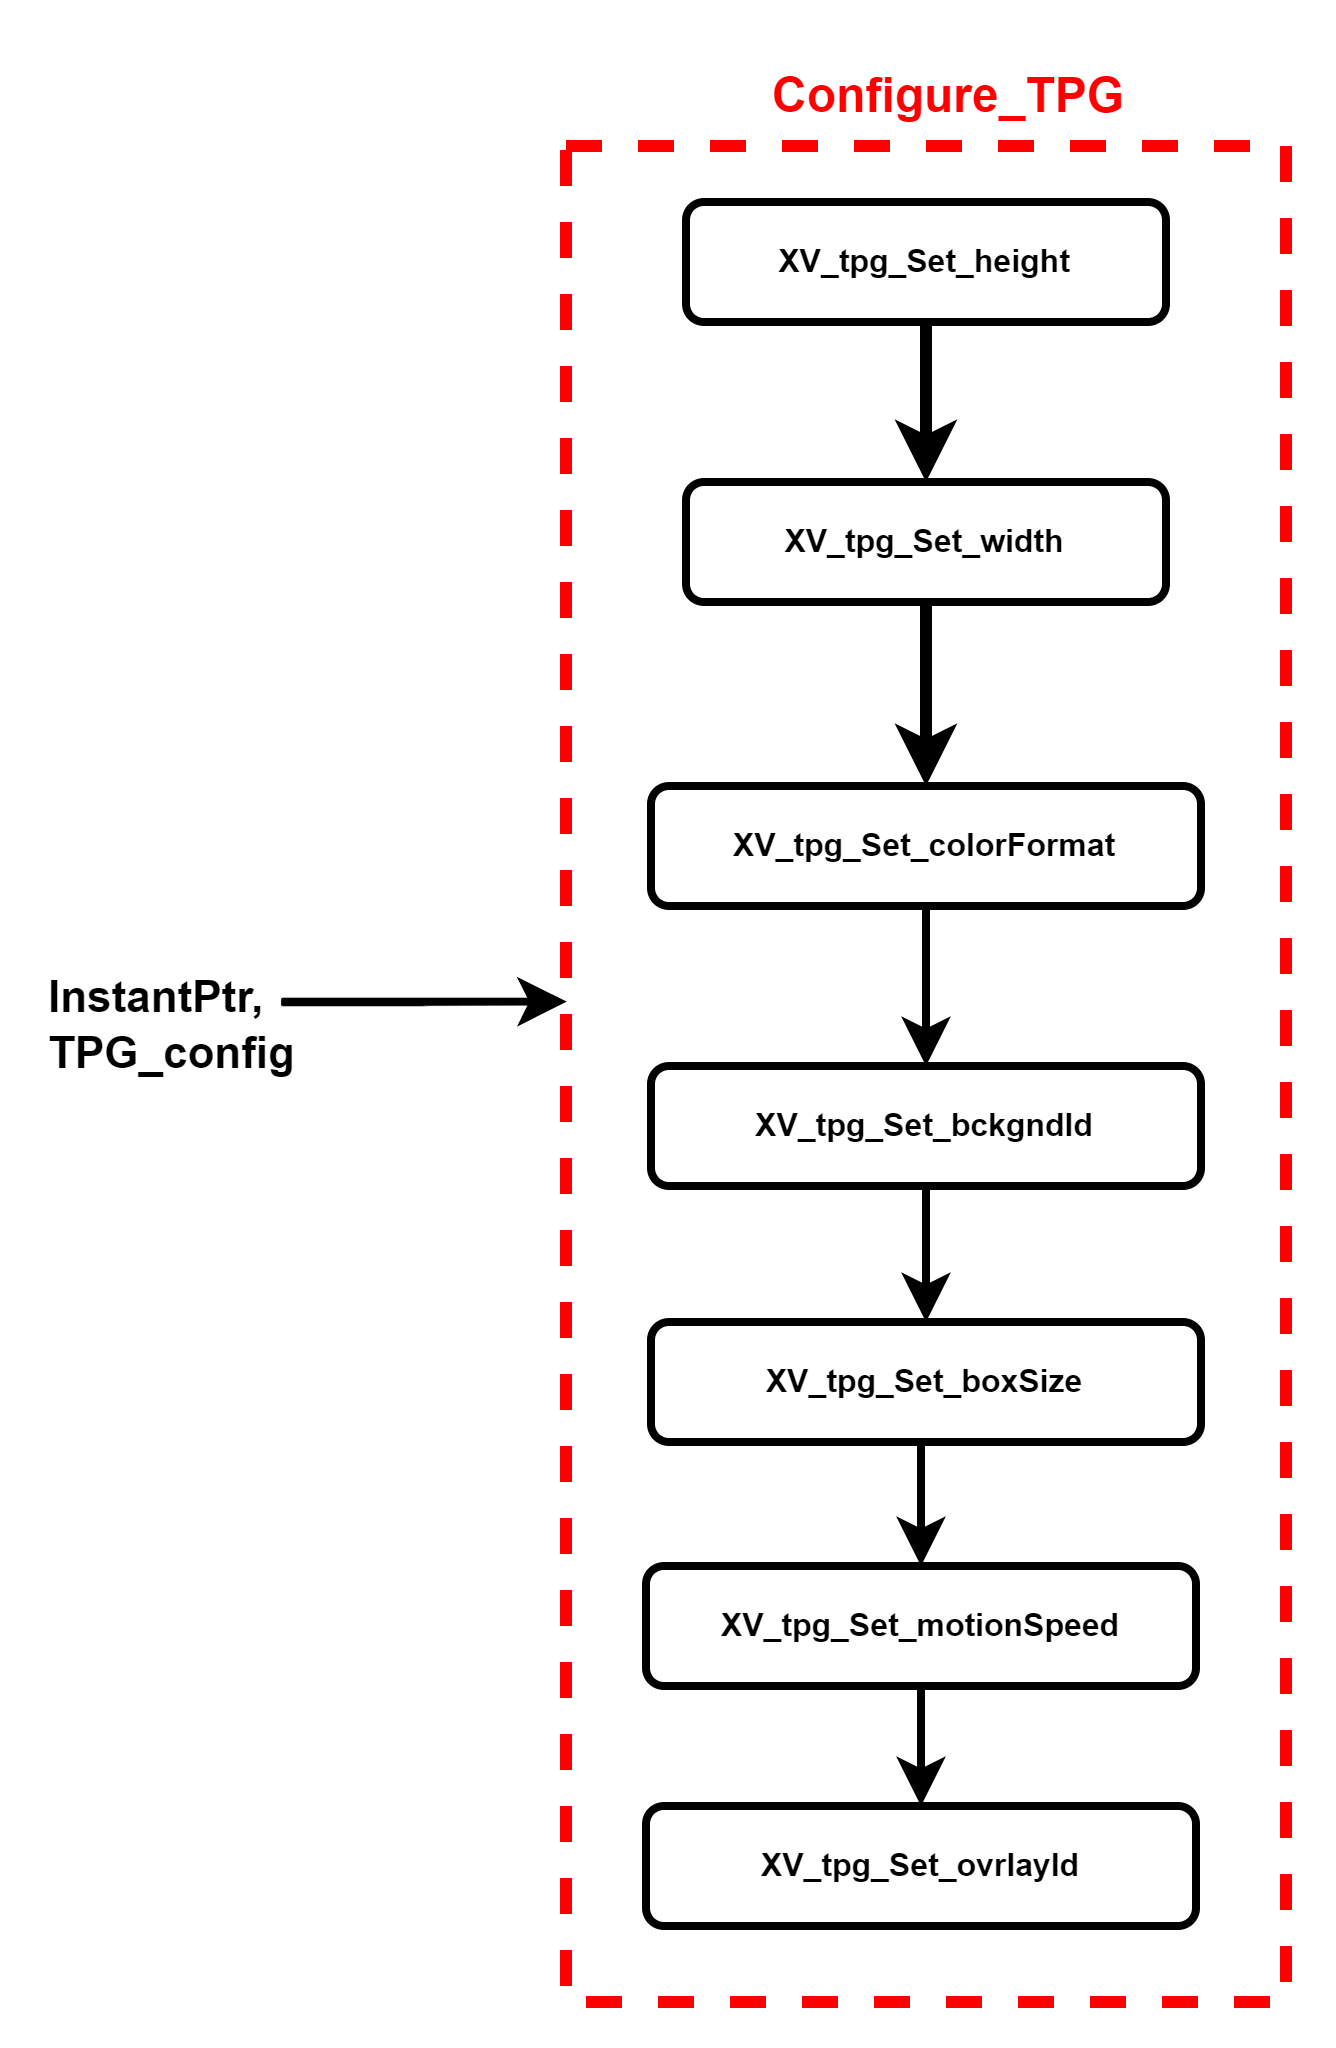 Configure_TPG
XV_tpg_Set_height
XV_tpg_Set_width
XV_tpg_Set_colorFormat
InstantPtr,
TPG_config
XV_tpg_Set_bckgndId
XV_tpg_Set_boxSize
XV_tpg_Set_motionSpeed
XV_tpg_Set_ovrlayId